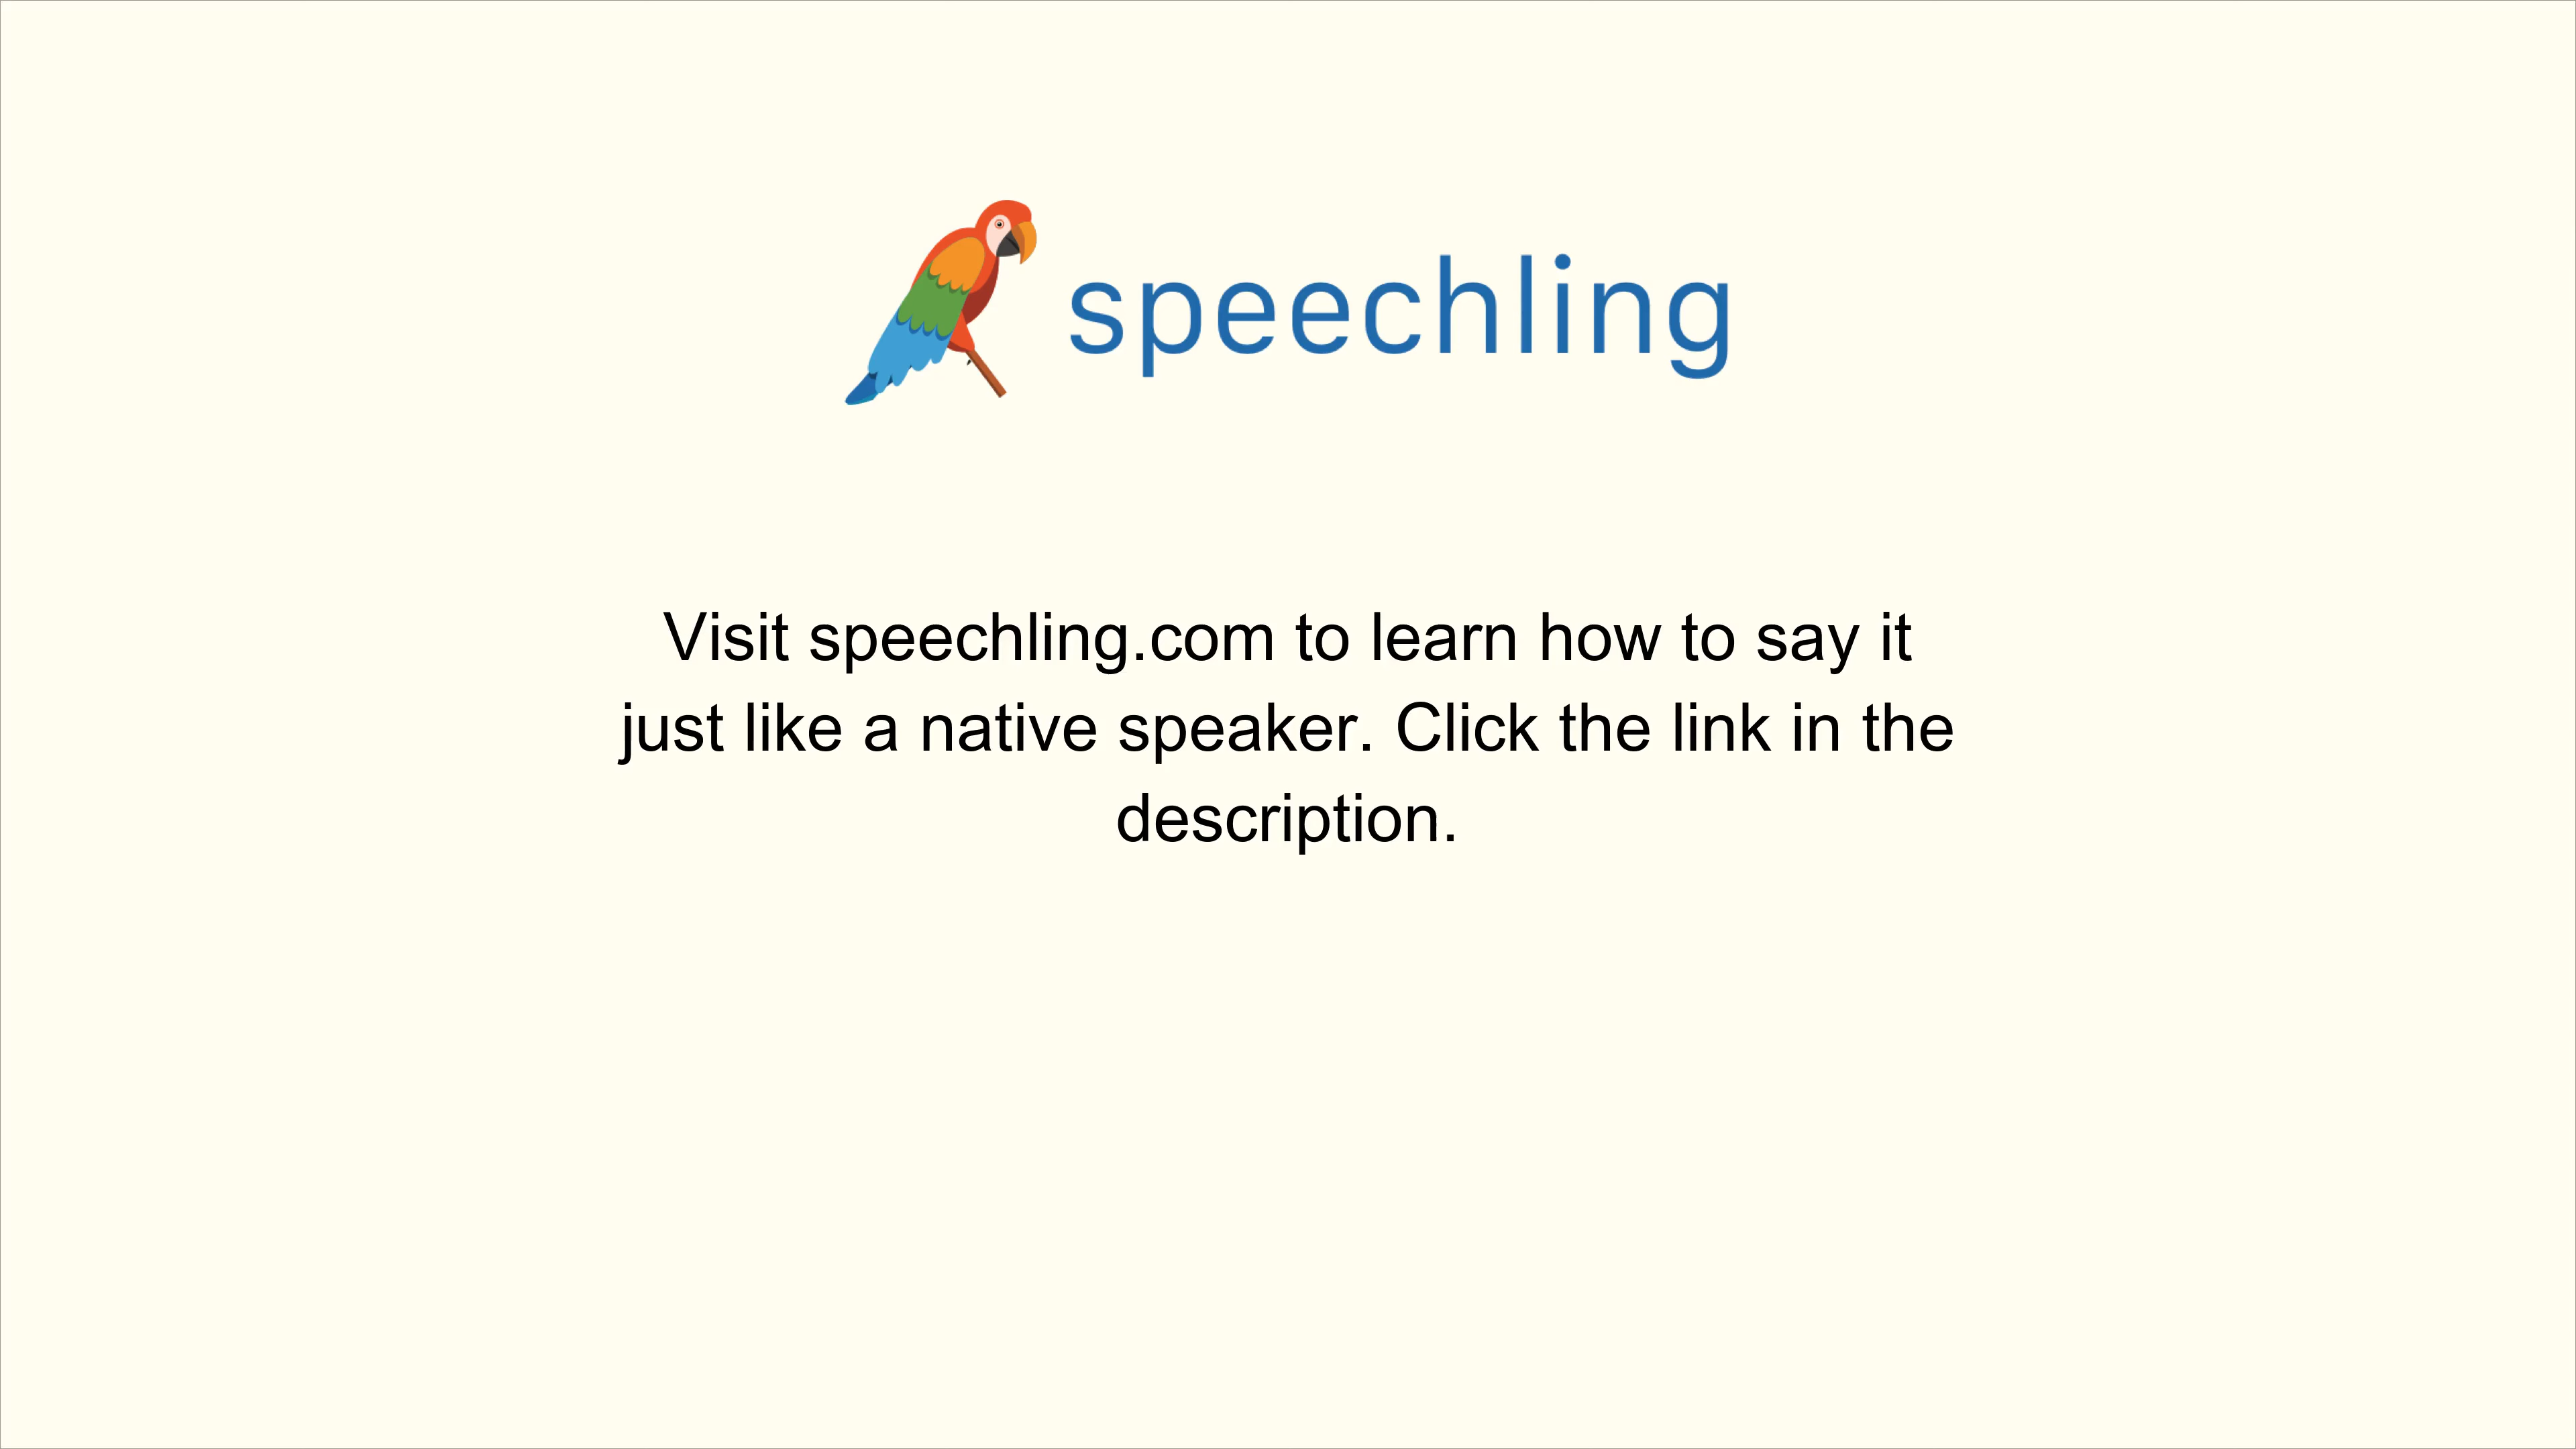 speechling
Visit speechling.com to learn how to say it
just like a native speaker. Click the link in the
description.